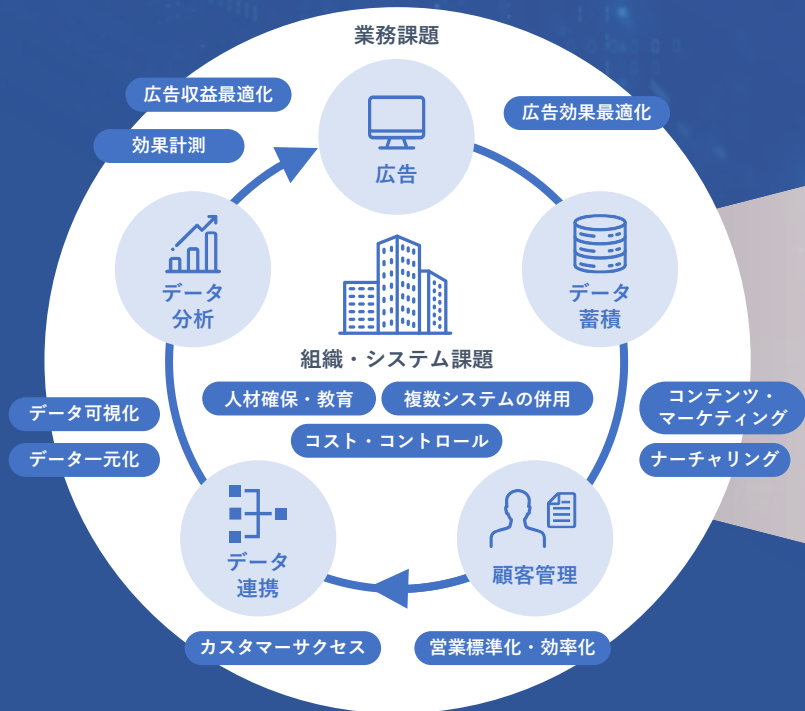 業務課題
広告収益最適化
効果計測
広告
広告効果最適化
データ
分析
データ
蓄積
組織・システム課題
人材確保・教育
複数システムの併用
コスト・コントロール
データ可視化
データ一元化
コンテンツ・
マーケティング
ナーチャリング
データ
連携
顧客管理
カスタマーサクセス
営業標準化・効率化